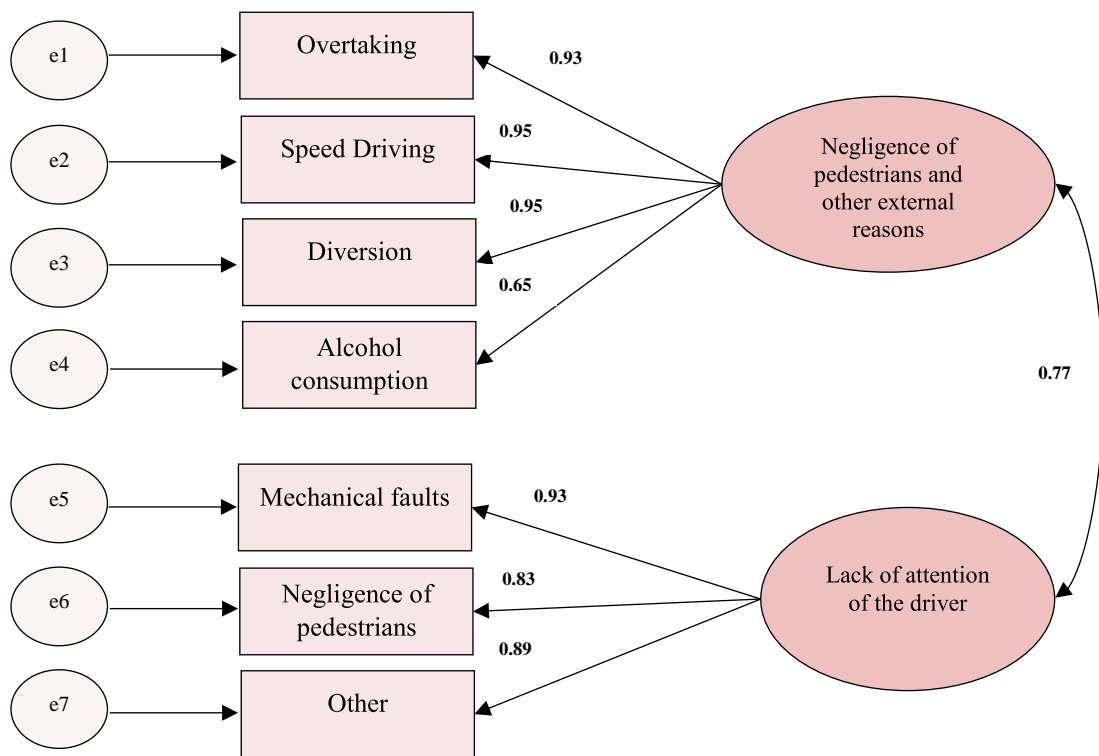 e1
Overtaking
0.93
e2
Speed Driving
0.95
e3
Diversion
0.95
e4
Alcohol
consumption
0.65
Negligence of
pedestrians and
other external
reasons
0.77
e5
Mechanical faults
0.93
e6
Negligence of
pedestrians
0.83
e7
Other
0.89
Lack of attention
of the driver